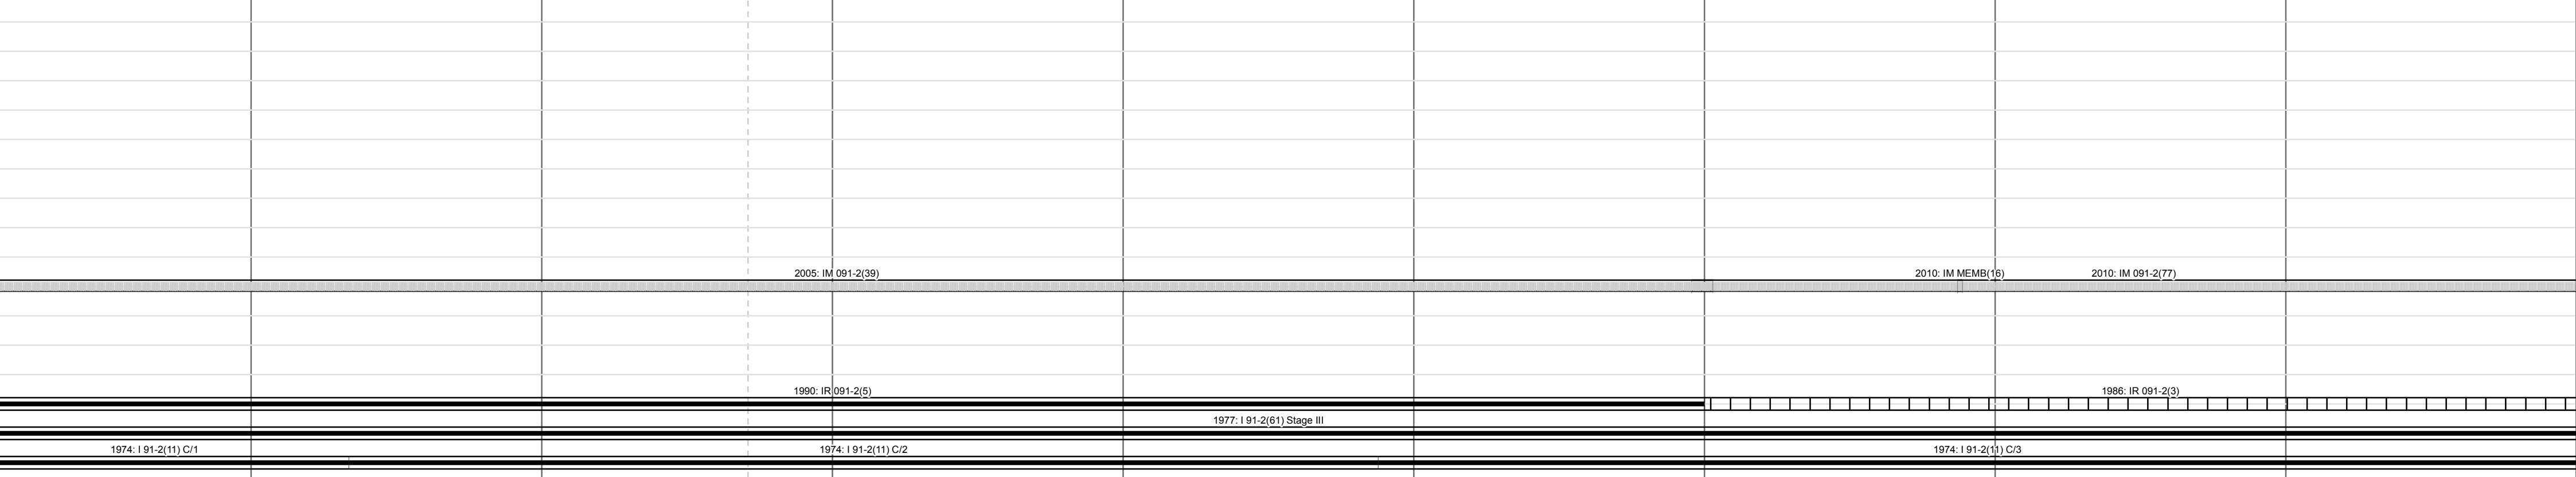 2005: IM 091-2(39)
2010: IM MEMB(16)
2010: IM 091-2(77)
1990: IR 091-2(5)
1986: IR 091-2(3)
1977: I 91-2(61) Stage III
1974: I 91-2(11) C/1
1974: I 91-2(11) C/2
1974: I 91-2(11) C/3